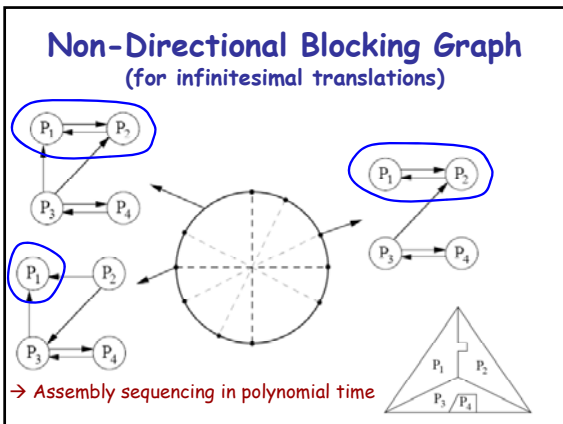 Non-Directional Blocking Graph
(for infinitesimal translations)
P1 P2
P3 P4
P1 P2
P3 P4
P1 P2
P3 P4
P1 P2
P3 P4
→ Assembly sequencing in polynomial time